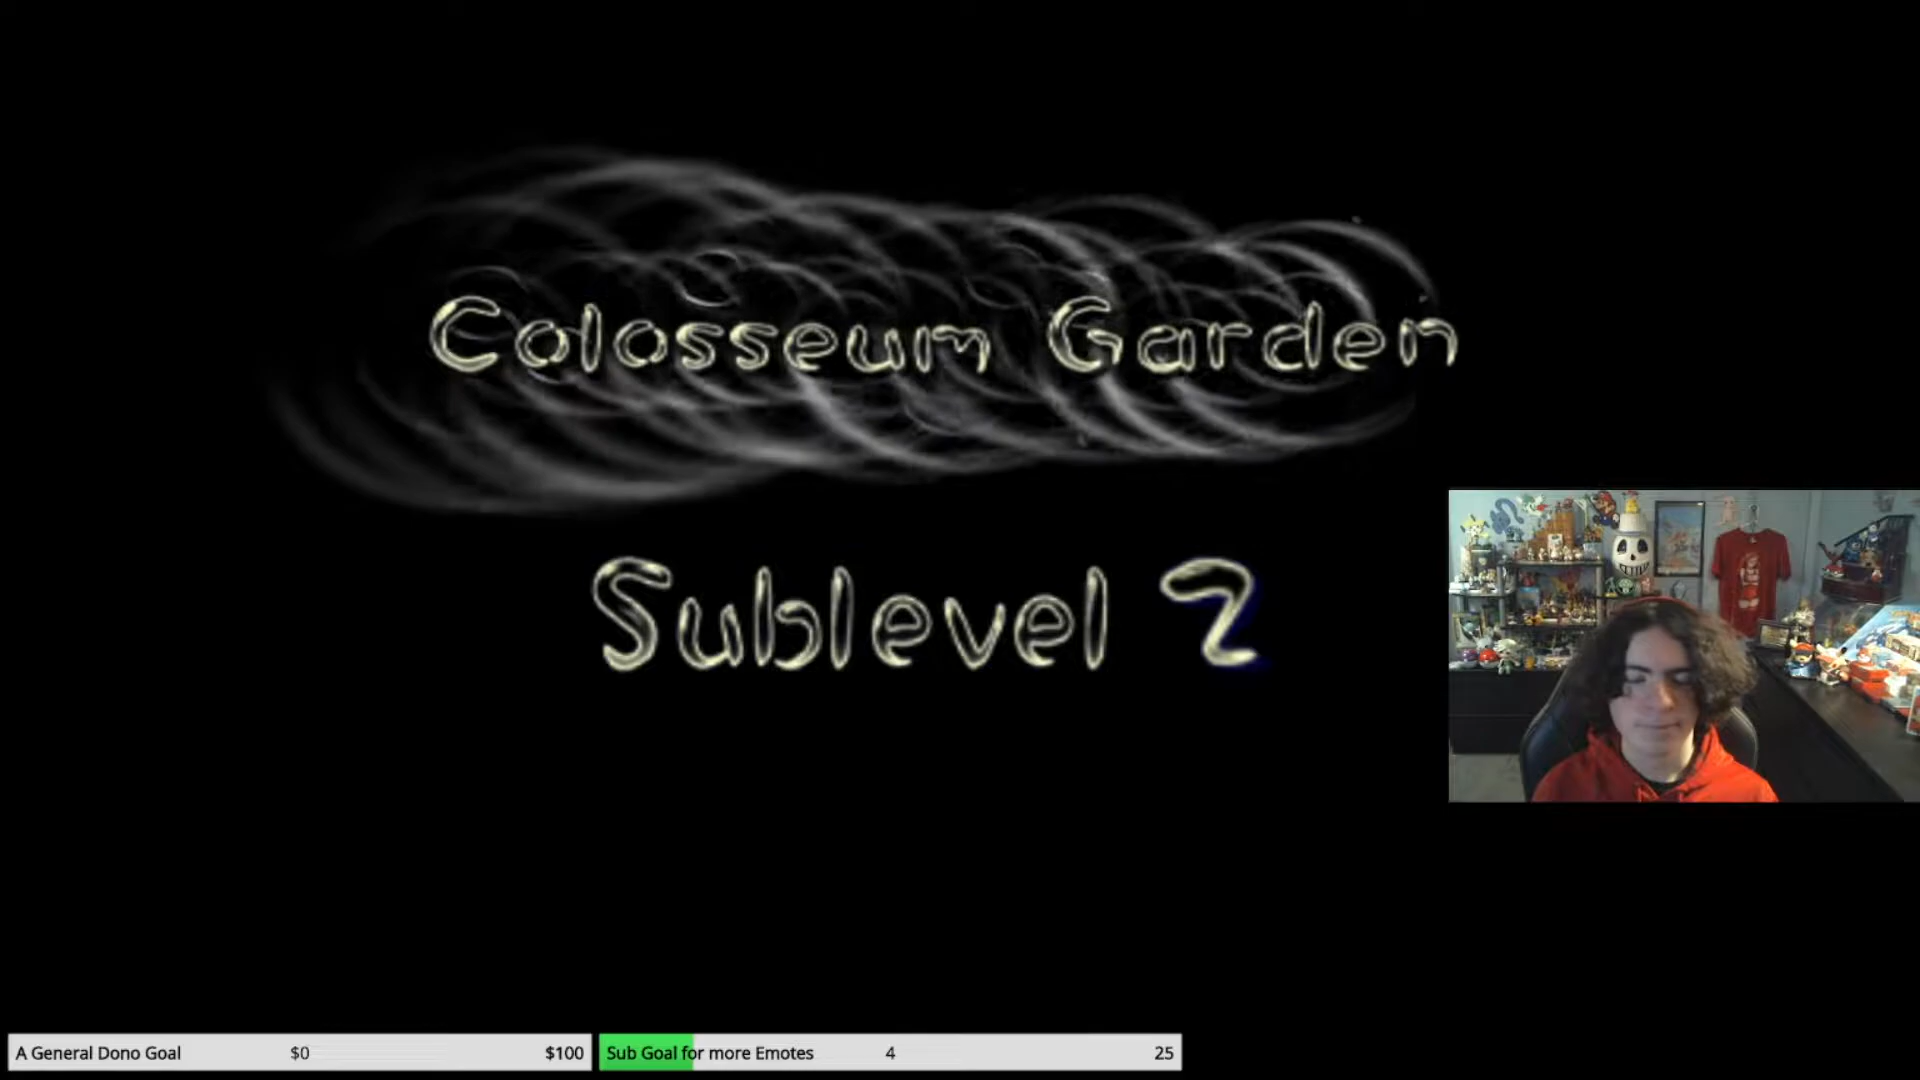 Colosseum Garden
Sublevel 2
A General Dono Goal $0 $100
Sub Goal for more Emotes 4 25